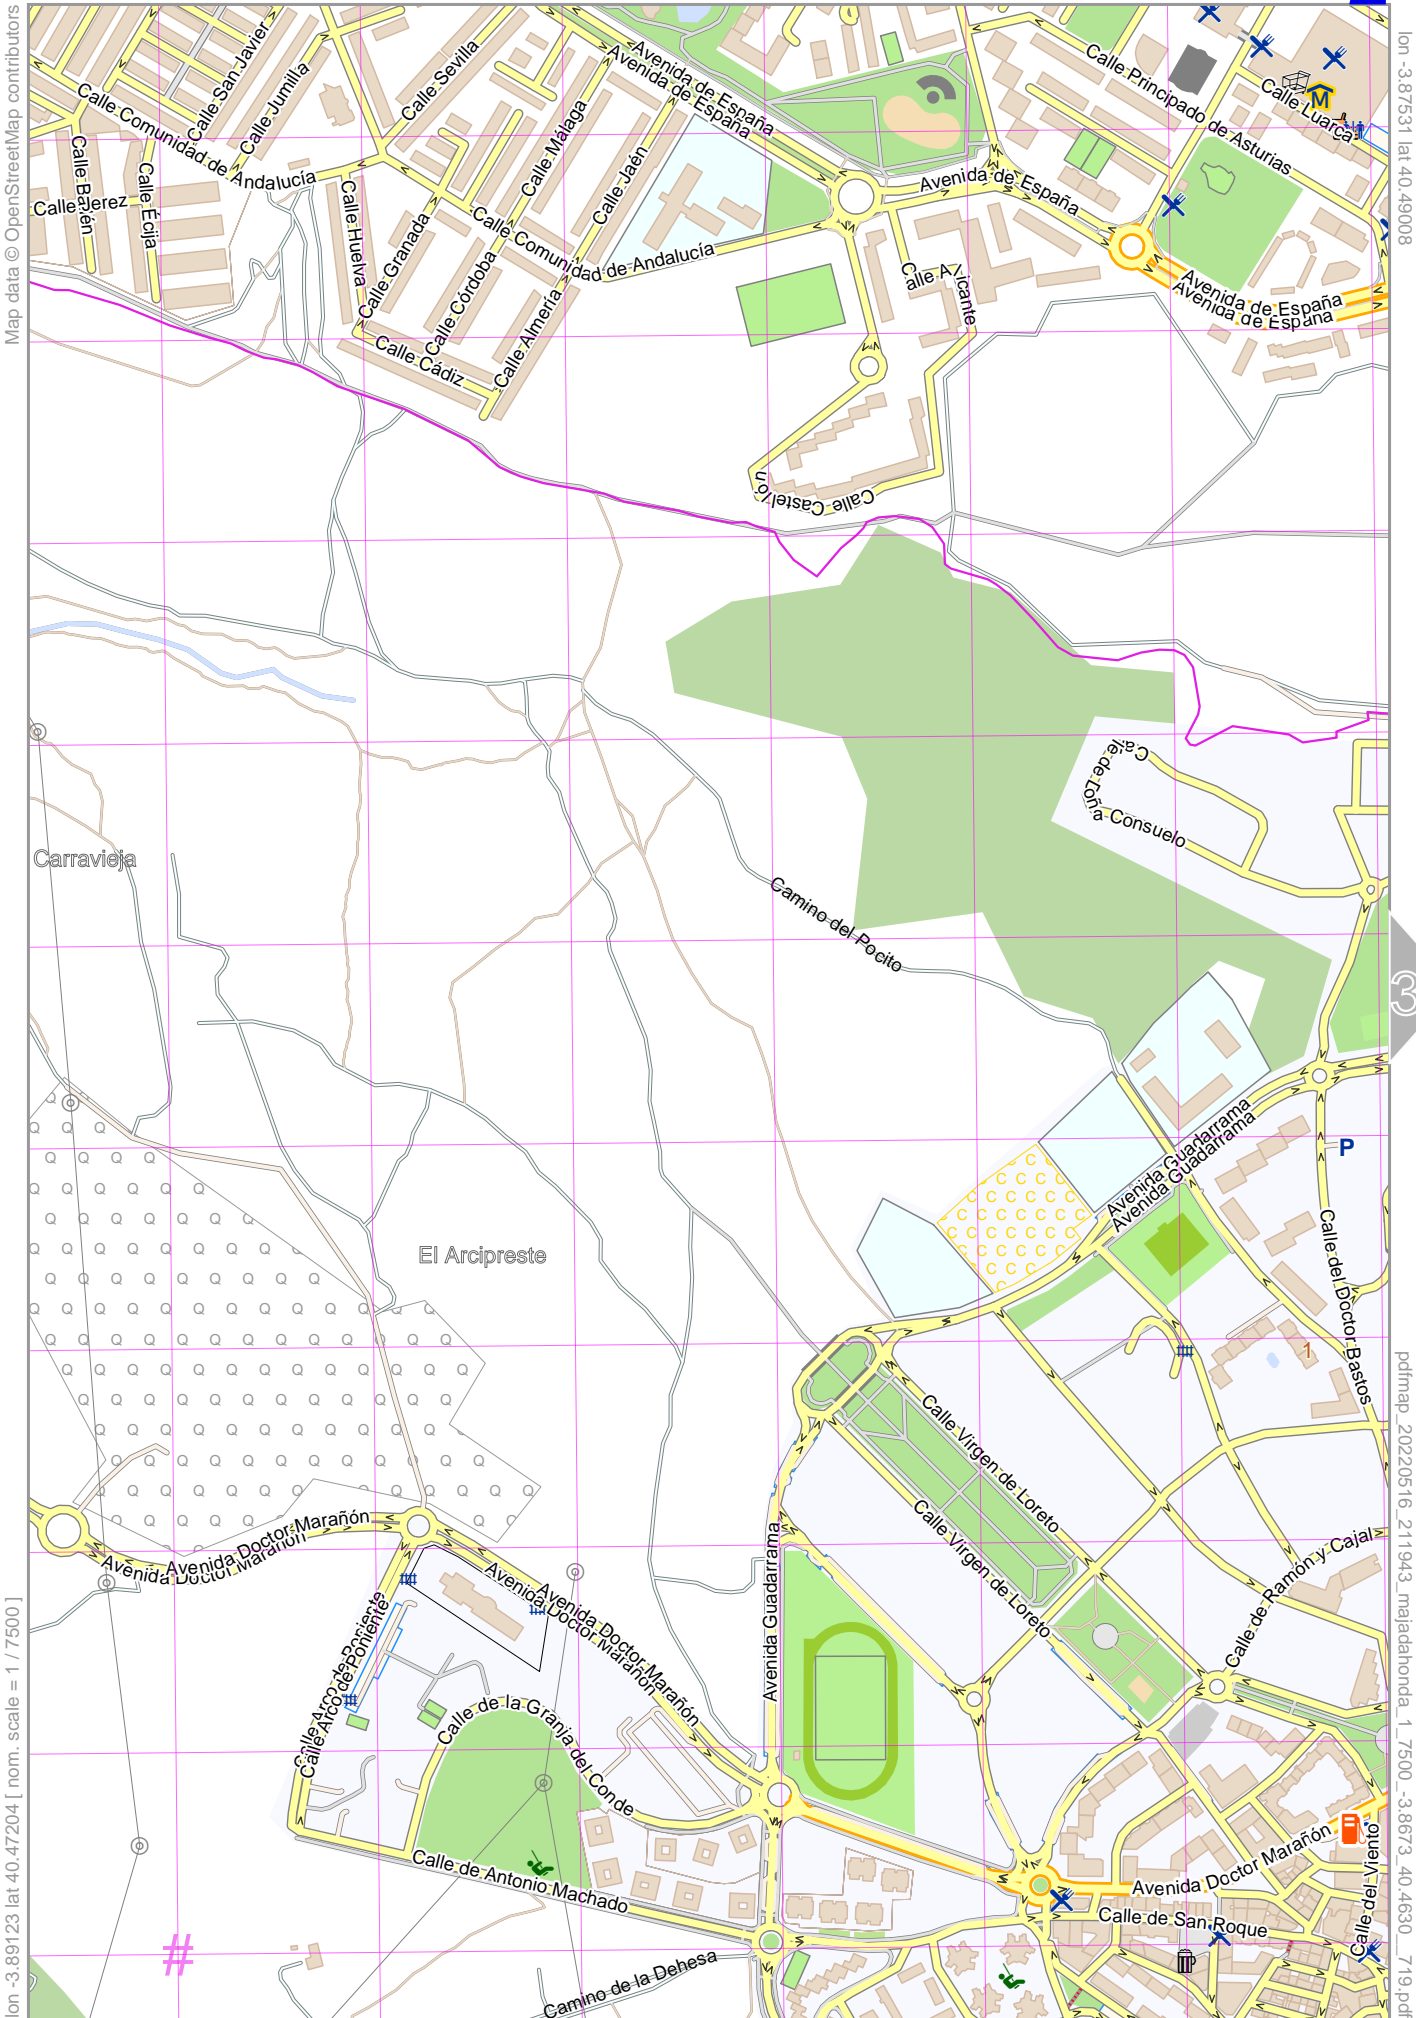 Map data © OpenStreetMap contributors
lon -3.87531 lat 40.49008
Calle San Javier
Calle Jumilla
Calle Sevilla
Avenida de España
Avenida de España
Calle Principado de Asturias
Calle Luarca
M
Calle Comunidad de Andalucía
Calle Bailén
Calle Écija
Calle Jerez
Calle Huelva
Calle Granada
Calle Málaga
Calle Jaén
Avenida de España
Calle Comunidad de Andalucía
Calle Córdoba
Calle Almería
Calle Alicante
Avenida de España
Avenida de España
Calle Cádiz
Calle Castellón
Calle de Loña Consuelo
Carravieja
Camino del Pocito
3
Avenida Guadarrama
Avenida Guadarrama
P
El Arcipreste
Calle del Doctor Bastos
1
Calle Virgen de Loreto
Calle Virgen de Loreto
Avenida Doctor Marañón
Avenida Doctor Marañón
Avenida Guadarrama
Calle de Ramón y Cajal
Avenida Doctor Marañón
Avenida Doctor Marañón
Calle Arco de Poniente
Calle Arco de Poniente
Calle de la Granja del Conde
Calle de Antonio Machado
Avenida Doctor Marañón
Calle del Viento
Calle de San Roque
Camino de la Dehesa
#
lon -3.89123 lat 40.47204 [ nom. scale = 1 / 7500 ]
pdfmap_20220516_211943_majadahonda_1_7500_-3.8673_40.4630__719.pdf